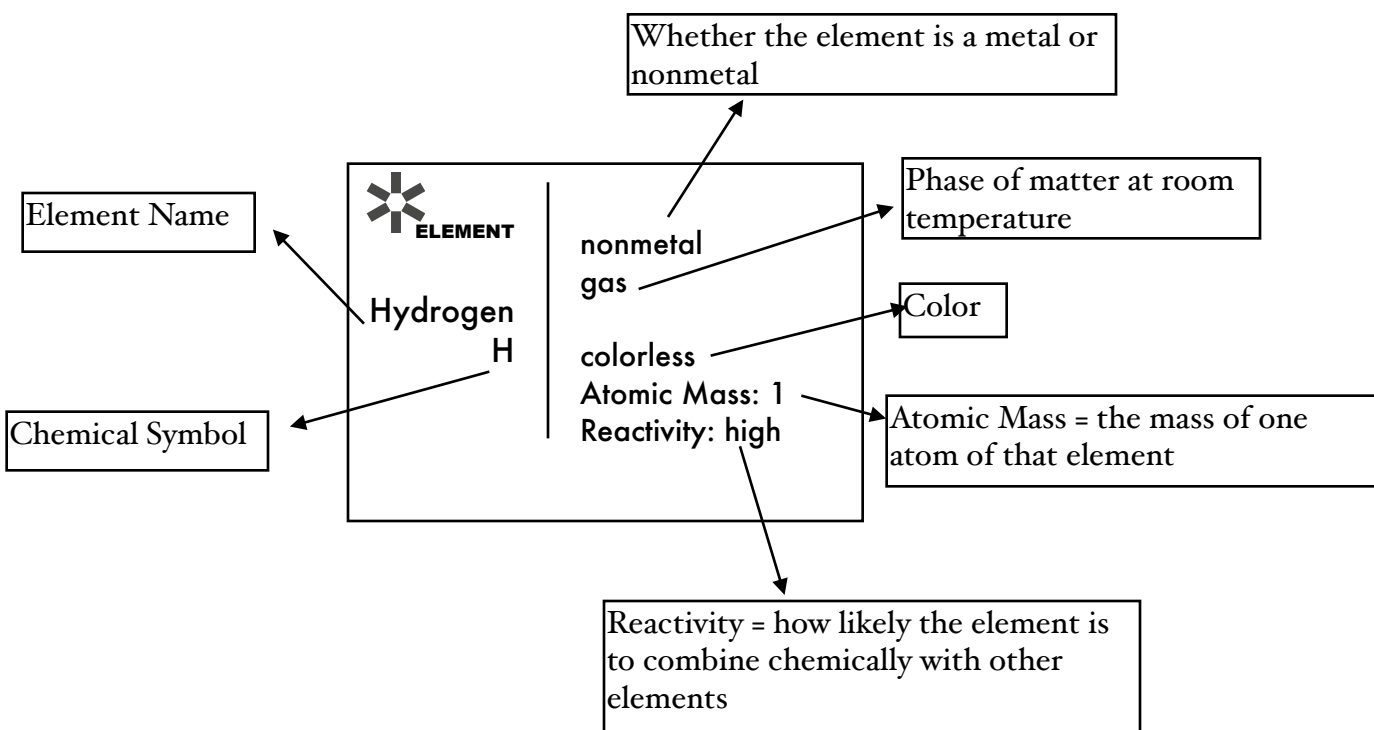 Whether the element is a metal or
nonmetal
Element Name
ELEMENT
Hydrogen
H
nonmetal
gas
colorless
Atomic Mass: 1
Reactivity: high
Phase of matter at room
temperature
Color
Chemical Symbol
Atomic Mass = the mass of one
atom of that element
Reactivity = how likely the element is
to combine chemically with other
elements